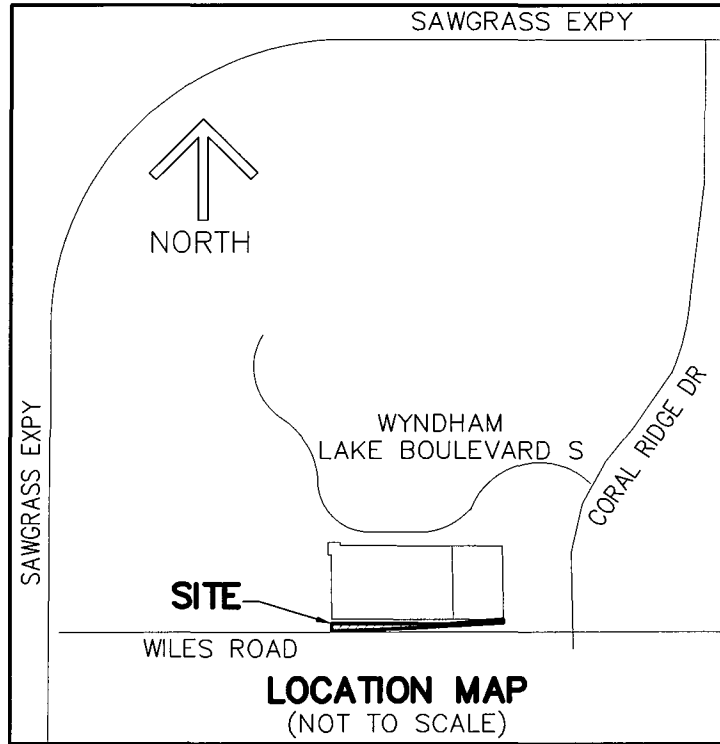 SAWGRASS EXPY
NORTH
SAWGRASS EXPY
WYNDHAM
LAKE BOULEVARD S
CORAL RIDGE DR
SITE
WILES ROAD
LOCATION MAP
(NOT TO SCALE)